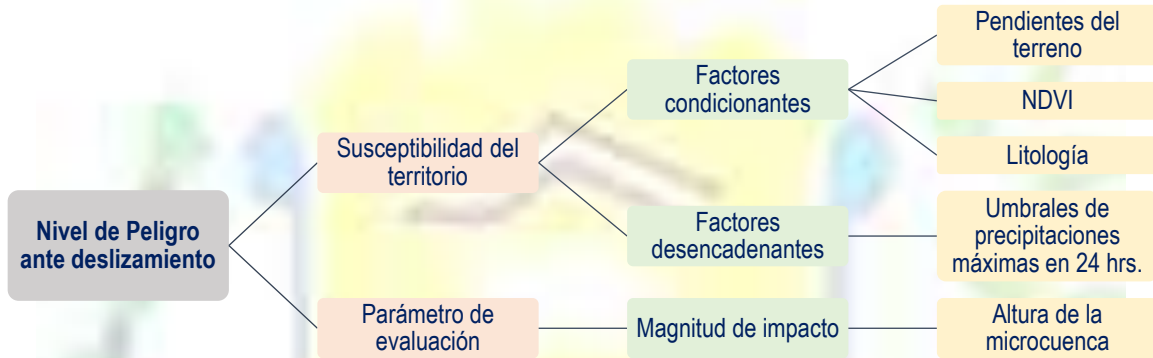 Nivel de Peligro
ante deslizamiento
Susceptibilidad del
territorio
Factores
condicionantes
Pendientes del
terreno
NDVI
Litología
Factores
desencadenantes
Umbrales de
precipitaciones
máximas en 24 hrs.
Parámetro de
evaluación
Magnitud de impacto
Altura de la
microcuenca